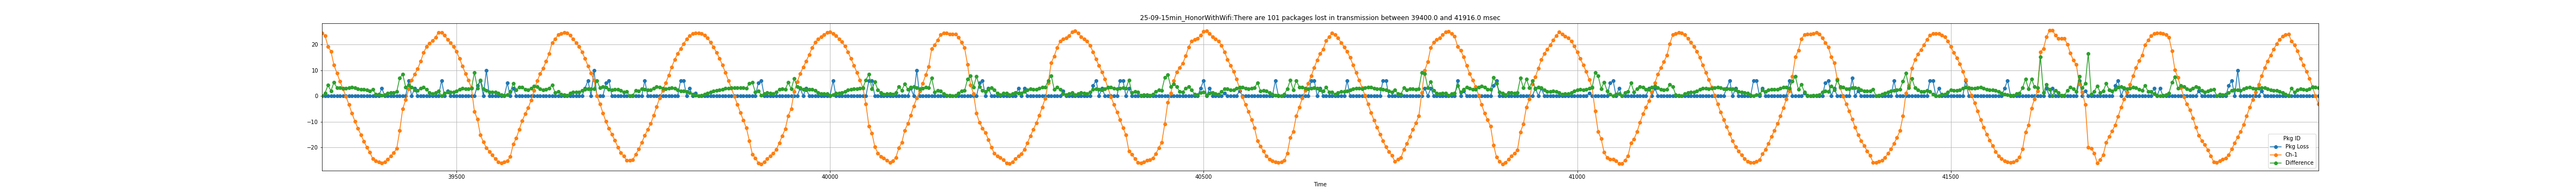 25-09-15min_HonorWithWifi:There are 101 packages lost in transmission between 39400.0 and 41916.0 msec
20
10
0
−10
−20
39500
40000
40500
41000
41500
Time
Pkg ID
Pkg Loss
Ch-1
Difference